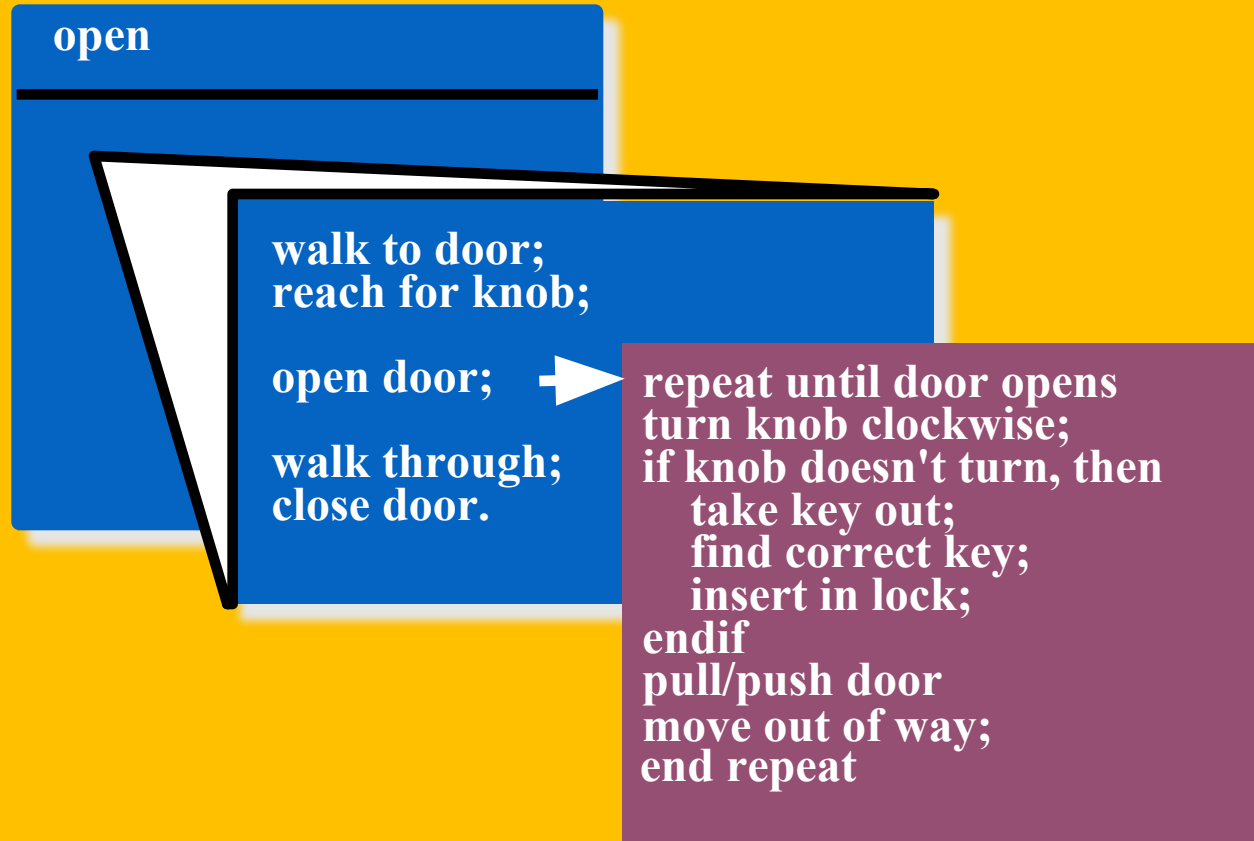 open
walk to door;
reach for knob;
open door;
walk through;
close door.
repeat until door opens
turn knob clockwise;
if knob doesn't turn, then
take key out;
find correct key;
insert in lock;
endif
pull/push door
move out of way;
end repeat